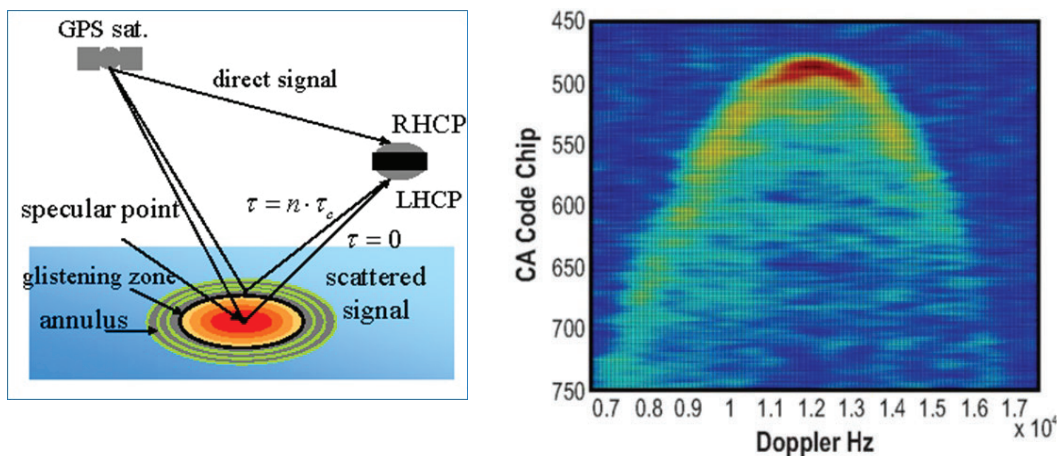 GPS sat.
direct signal
RHCP
LHCP
specular point
τ = n · τc
τ = 0
glistening zone
scattered
signal
annulus
CA Code Chip
450
500
550
600
650
700
750
0.7 0.8 0.9 1 1.1 1.2 1.3 1.4 1.5 1.6 1.7
x 10⁴
Doppler Hz